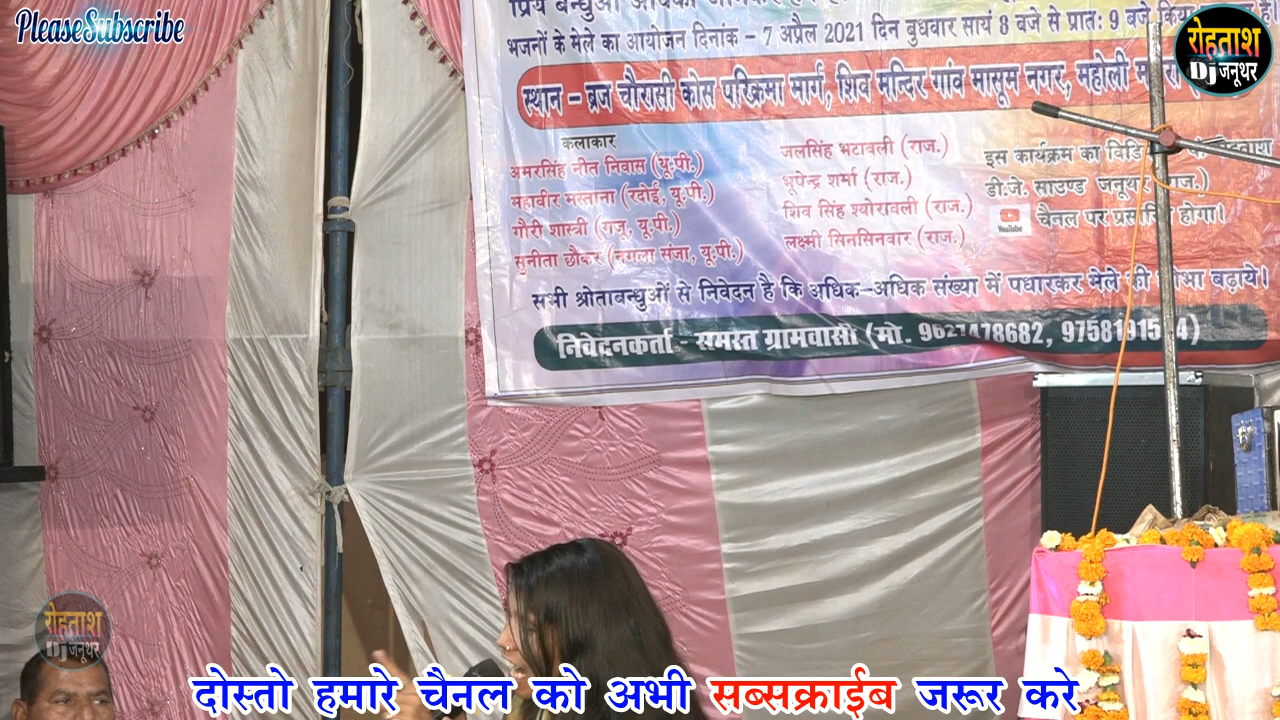 PleaseSubscribe
भजनों के मेले का आयोजन दिनाक – 7 अप्रैल 2021 दिन बुधवार सायं 8 बजे से प्रातः 9 बजे किया
रोहताश
Dj जनूथर
स्थान – ब्रज चौरासी कोस परिक्रमा मार्ग, शिव मन्दिर गांव मासूम नगर, महोली
कलाकार
अमरसिंह नीत निवास (यू.पी.)
महावीर मस्ताना (रदोई, यू.पी.)
गौरी शास्त्री (राजू, यू.पी.)
सुनीता छौकर (नगला संजा, यू.पी.)
जलसिंह भटावली (राज.)
भूपेन्द्र शर्मा (राज.)
शिव सिंह श्योरावली (राज.)
लक्ष्मी सिनसिनवार (राज.)
इस कार्यक्रम का
डी.जे. साउण्ड जनूथर राज.)
YouTube चैनल पर प्रसारित होगा।
सभी श्रोताबन्धुओं से निवेदन है कि अधिक–अधिक संख्या में पधारकर मेले की बढ़ाये।
निवेदनकर्ता - समस्त ग्रामवासी (मो.
रोहताश
Dj जनूथर
दोस्तो हमारे चैनल को अभी सब्सक्राईब जरूर करे